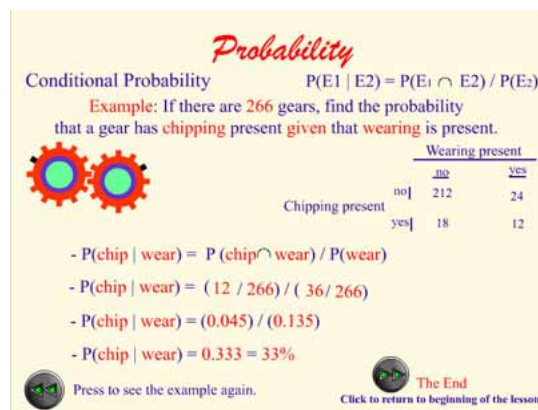 Probability
Conditional Probability P(E1 | E2) = P(E1 ∩ E2) / P(E2)
Example: If there are 266 gears, find the probability
that a gear has chipping present given that wearing is present.
Wearing present
no yes
Chipping present no 212 24
yes 18 12
- P(chip | wear) = P (chip∩ wear) / P(wear)
- P(chip | wear) = (12 / 266) / ( 36/ 266)
- P(chip | wear) = (0.045) / (0.135)
- P(chip | wear) = 0.333 = 33%
Press to see the example again.
The End
Click to return to beginning of the lesson